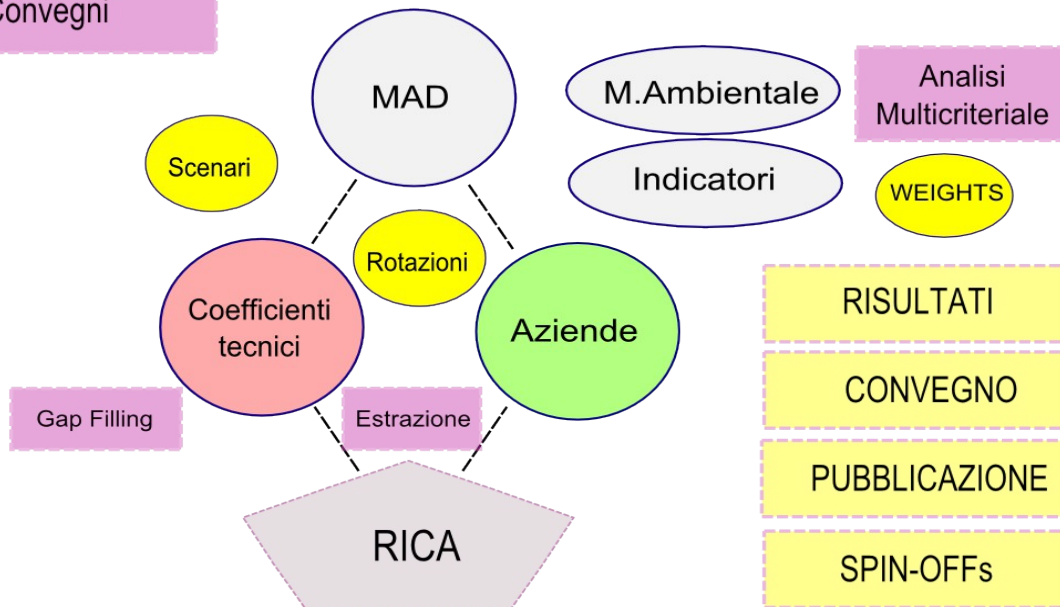 Convegni
MAD
M.Ambientale
Analisi
Multicriteriale
Scenari
Indicatori
WEIGHTS
Rotazioni
Coefficienti
tecnici
Aziende
RISULTATI
CONVEGNO
Gap Filling
Estrazione
PUBBLICAZIONE
RICA
SPIN-OFFs